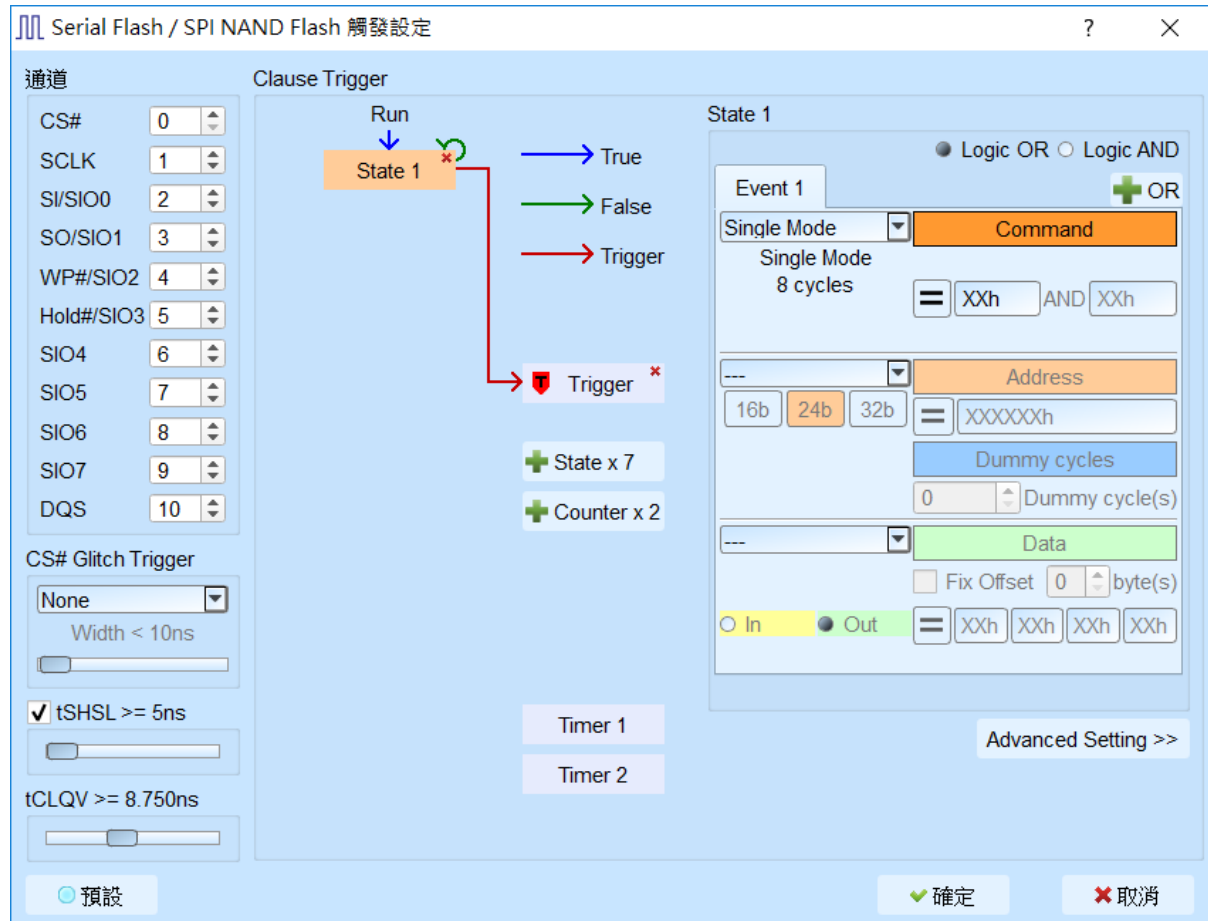 Serial Flash / SPI NAND Flash 觸發設定
?
通道
CS# 0
SCLK 1
SI/SIO0 2
SO/SIO1 3
WP#/SIO2 4
Hold#/SIO3 5
SIO4 6
SIO5 7
SIO6 8
SIO7 9
DQS 10
CS# Glitch Trigger
None
Width < 10ns
tSHSL >= 5ns
tCLQV >= 8.750ns
預設
Clause Trigger
Run
State 1
True
False
Trigger
T Trigger
State x 7
Counter x 2
Timer 1
Timer 2
State 1
Logic OR Logic AND
Event 1
OR
Single Mode Command
Single Mode
8 cycles
= XXh AND XXh
--- Address
16b 24b 32b = XXXXXXh
Dummy cycles
0 Dummy cycle(s)
--- Data
Fix Offset 0 byte(s)
In Out = XXh XXh XXh XXh
Advanced Setting >>
確定 取消